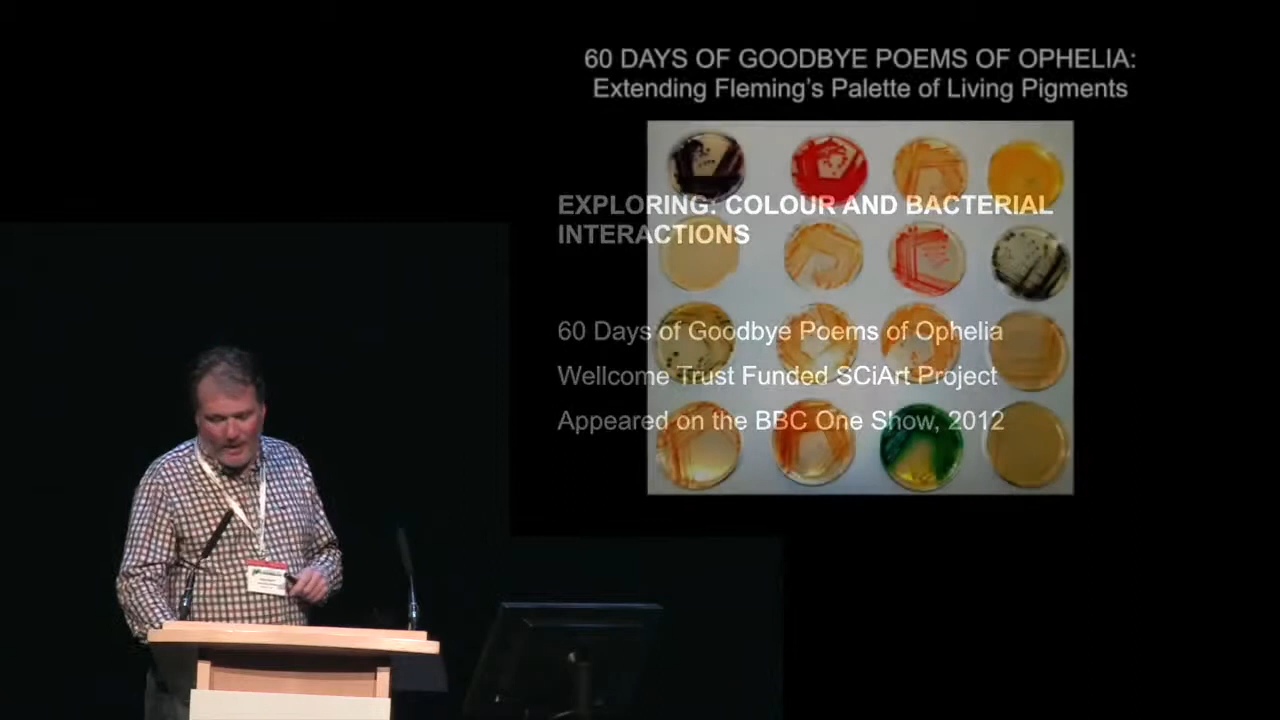 60 DAYS OF GOODBYE POEMS OF OPHELIA:
Extending Fleming's Palette of Living Pigments
EXPLORING: COLOUR AND BACTERIAL
INTERACTIONS
60 Days of Goodbye Poems of Ophelia
Wellcome Trust Funded SCiArt Project
Appeared on the BBC One Show, 2012